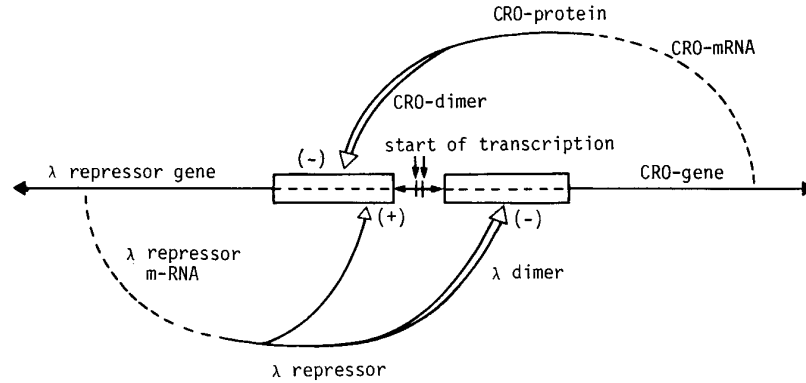 CRO-protein
CRO-mRNA
CRO-dimer
start of transcription
(-)
λ repressor gene
CRO-gene
(+)
(-)
λ repressor
m-RNA
λ dimer
λ repressor